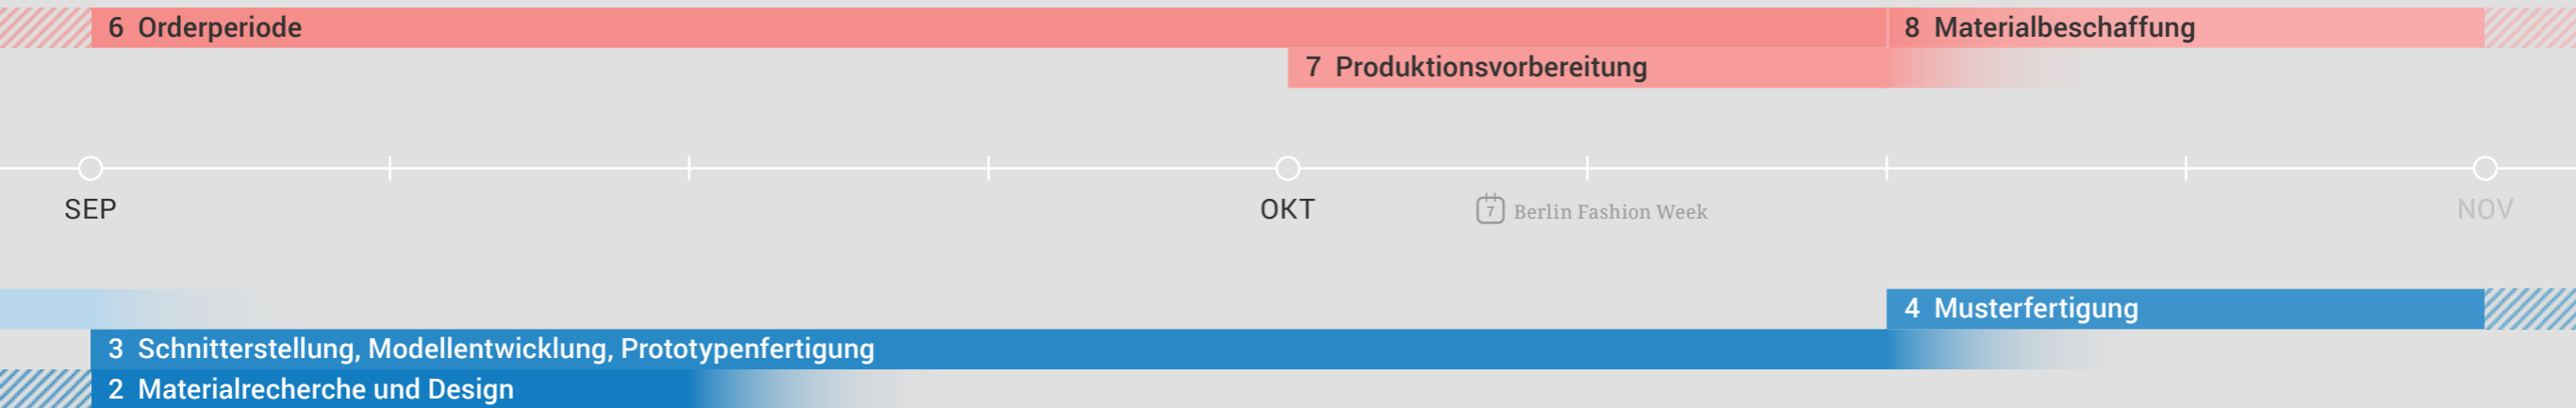 6 Orderperiode
8 Materialbeschaffung
7 Produktionsvorbereitung
SEP
OKT
7 Berlin Fashion Week
NOV
4 Musterfertigung
3 Schnitterstellung, Modellentwicklung, Prototypenfertigung
2 Materialrecherche und Design